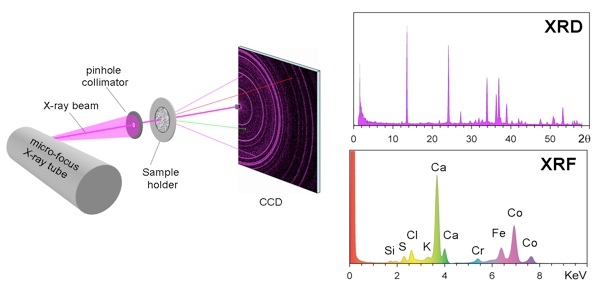 pinhole
collimator
X-ray beam
micro-focus
X-ray tube
Sample
holder
CCD
XRD
0 10 20 30 40 50 2θ
XRF
Ca
Si S Cl K Ca Cr Fe Co Co
0 2 4 6 8 KeV